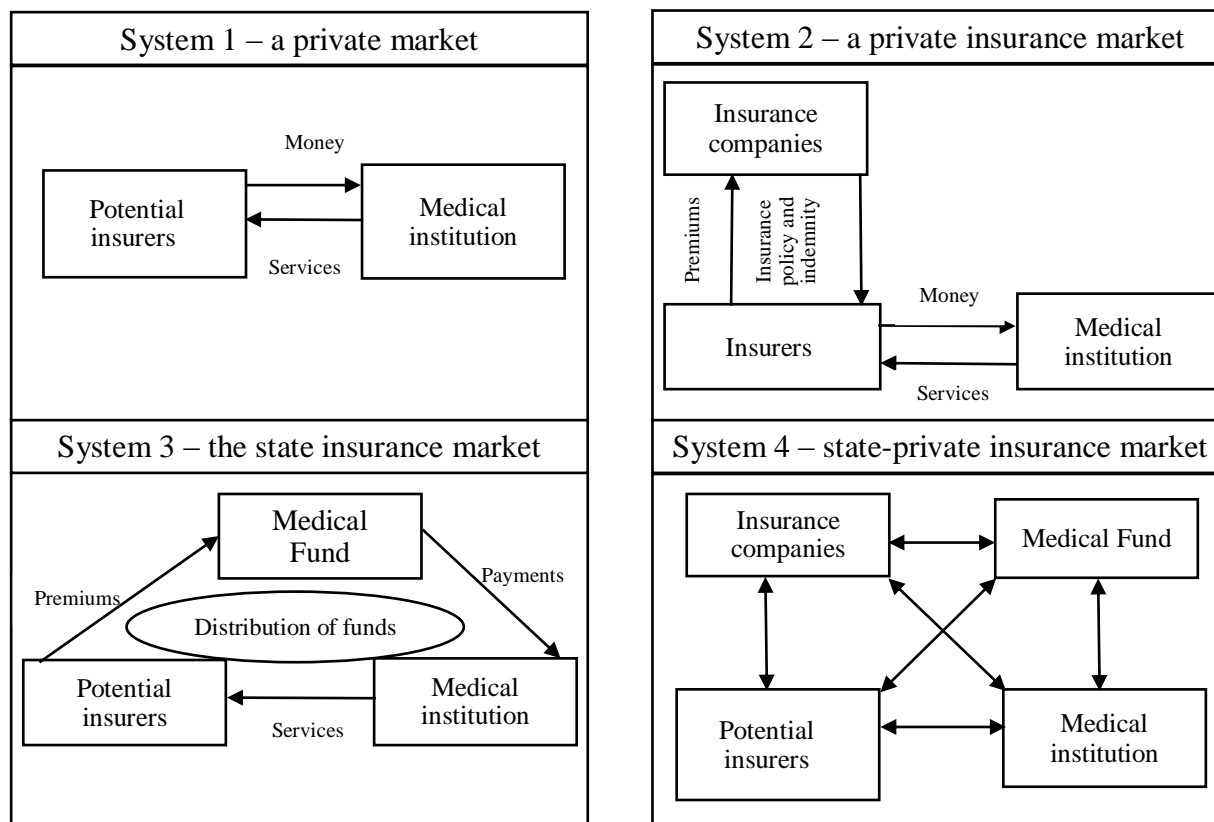 System 1 – a private market
Money
Potential
insurers
Medical
institution
Services
System 2 – a private insurance market
Insurance
companies
Premiums
Insurance
policy and
indemnity
Insurers
Money
Medical
institution
Services
System 3 – the state insurance market
Medical
Fund
Premiums
Payments
Distribution of funds
Potential
insurers
Medical
institution
Services
System 4 – state-private insurance market
Insurance
companies
Medical Fund
Potential
insurers
Medical
institution